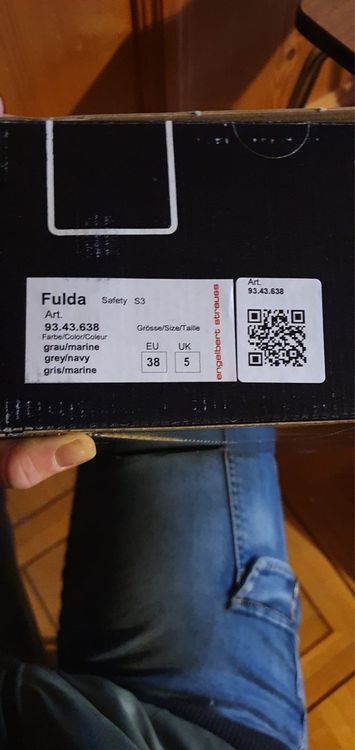 Fulda Safety S3
Art.
93.43.638
Farbe/Color/Couleur
grau/marine
grey/navy
gris/marine
Grösse/Size/Taille
EU UK
38 5
engelbert strauss
Art.
93.43.638